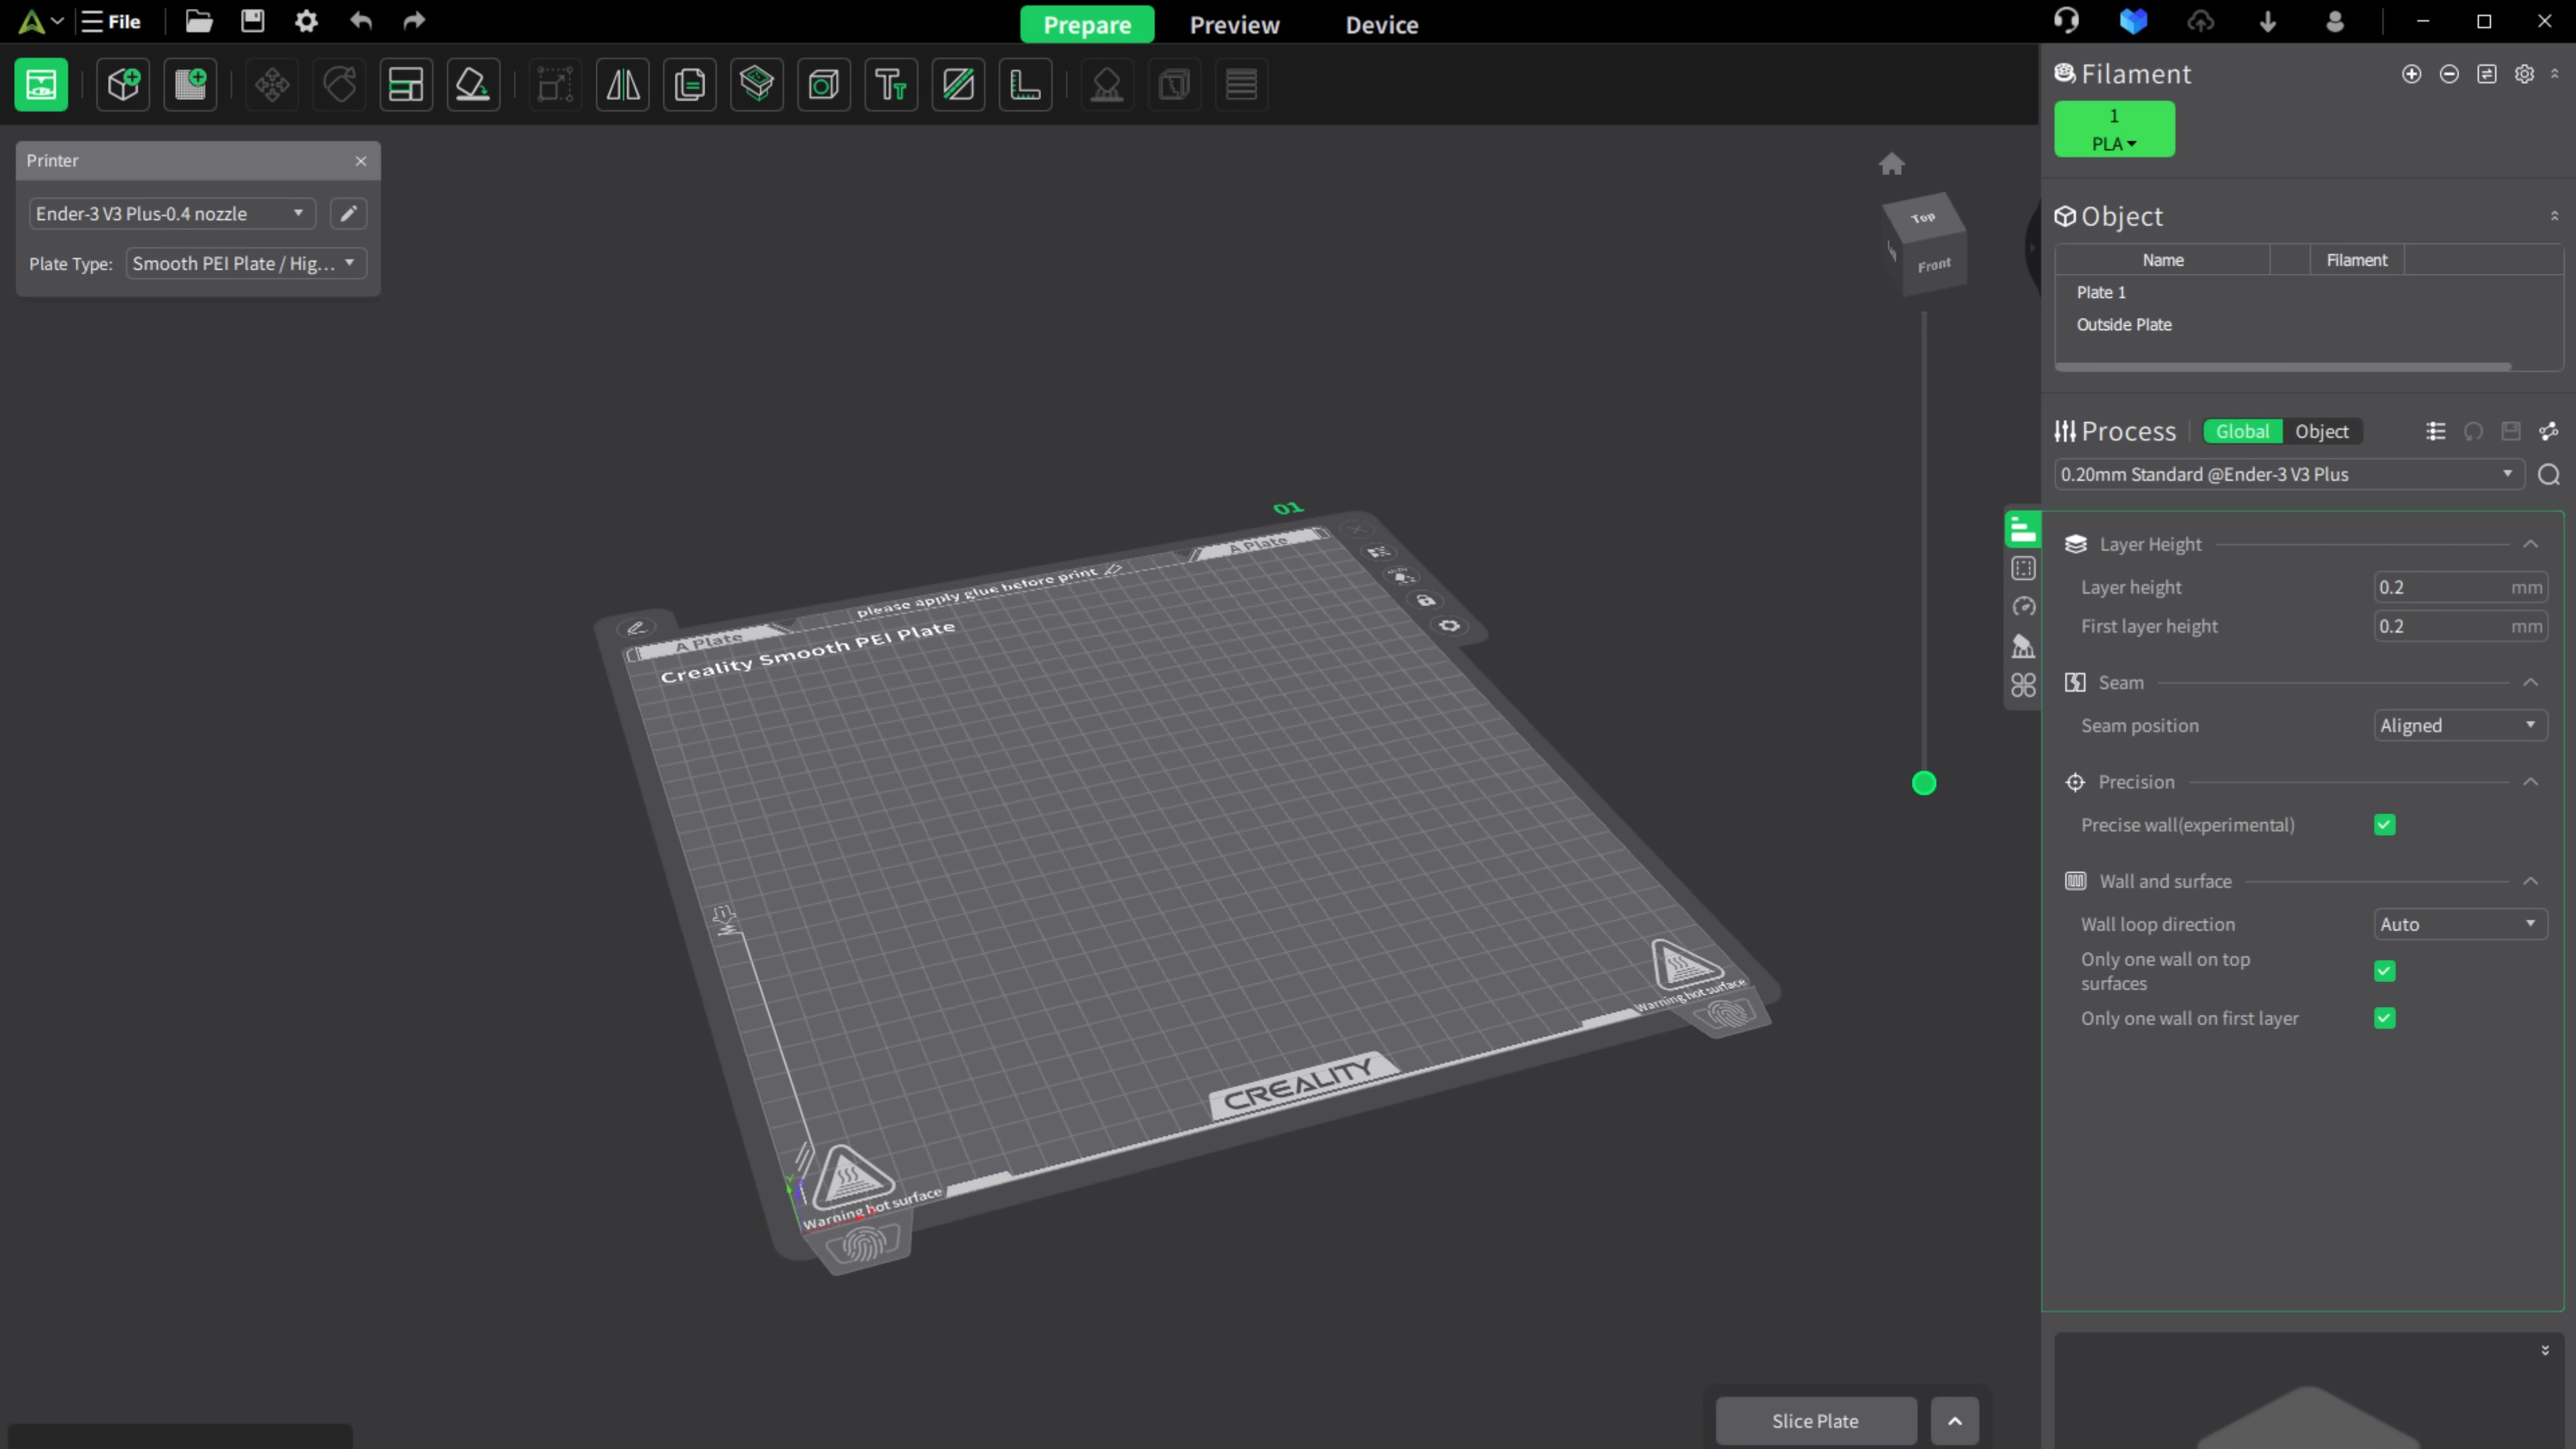 File
Prepare
Preview
Device
Printer
Ender-3 V3 Plus-0.4 nozzle
Plate Type:
Smooth PEI Plate / Hig...
Top
Front
01
A Plate
please apply glue before print
A Plate
Creality Smooth PEI Plate
Warning hot surface
CREALITY
Warning hot surface
Slice Plate
Filament
1
PLA
Object
Name
Filament
Plate 1
Outside Plate
Process
Global
Object
0.20mm Standard @Ender-3 V3 Plus
Layer Height
Layer height
0.2
mm
First layer height
0.2
mm
Seam
Seam position
Aligned
Precision
Precise wall(experimental)
Wall and surface
Wall loop direction
Auto
Only one wall on top
surfaces
Only one wall on first layer